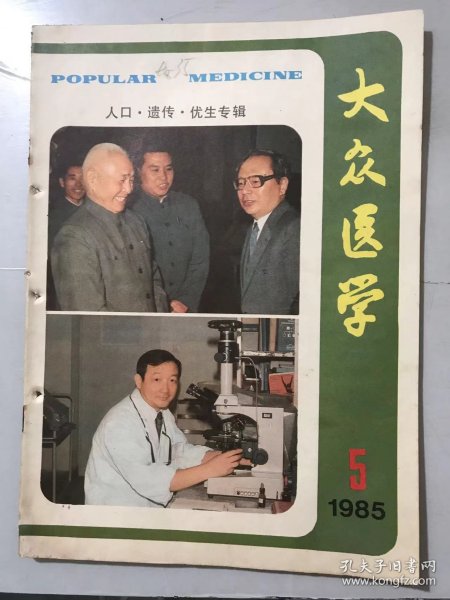 POPULAR MEDICINE
人口·遗传·优生专辑
大众医学
5
1985
孔夫子旧书网
www.kongfz.com